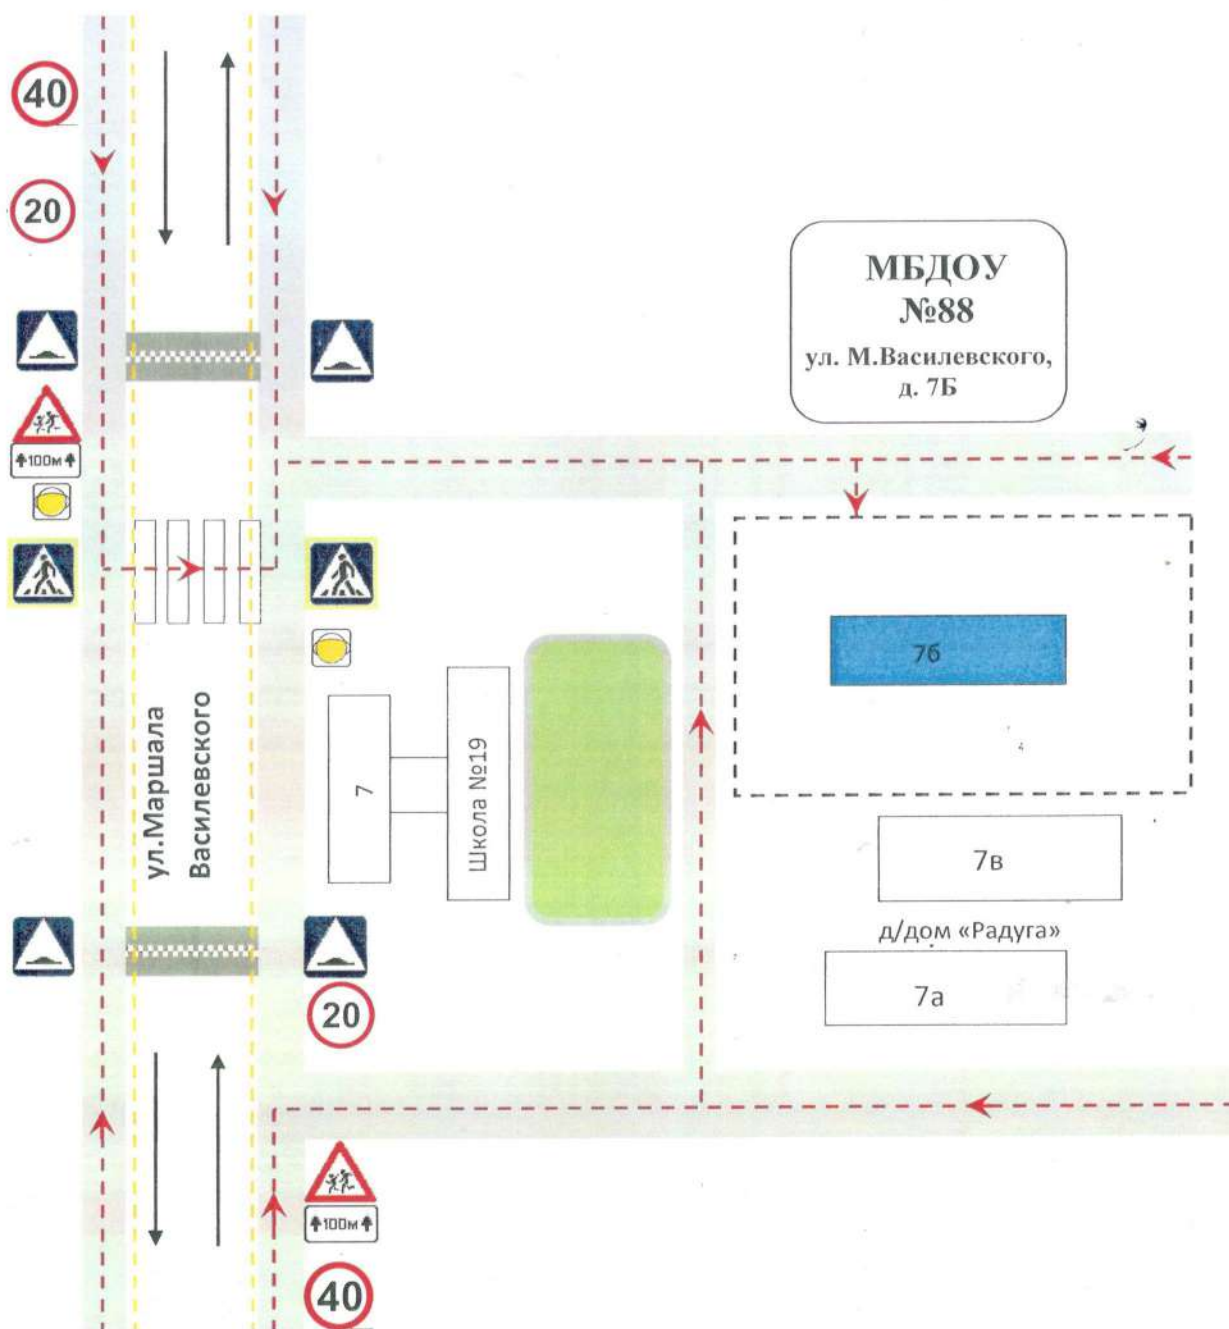 40
20
МБДОУ
№88
ул. М.Василевского,
д. 7Б
100м
7б
ул.Маршала
Василевского
7
Школа №19
7в
д/дом «Радуга»
7а
20
100м
40